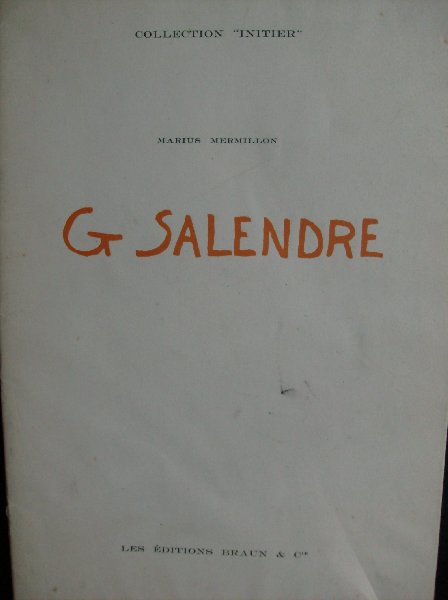 COLLECTION "INITIER"
MARIUS MERMILLON
G SALENDRE
LES ÉDITIONS BRAUN & Cie